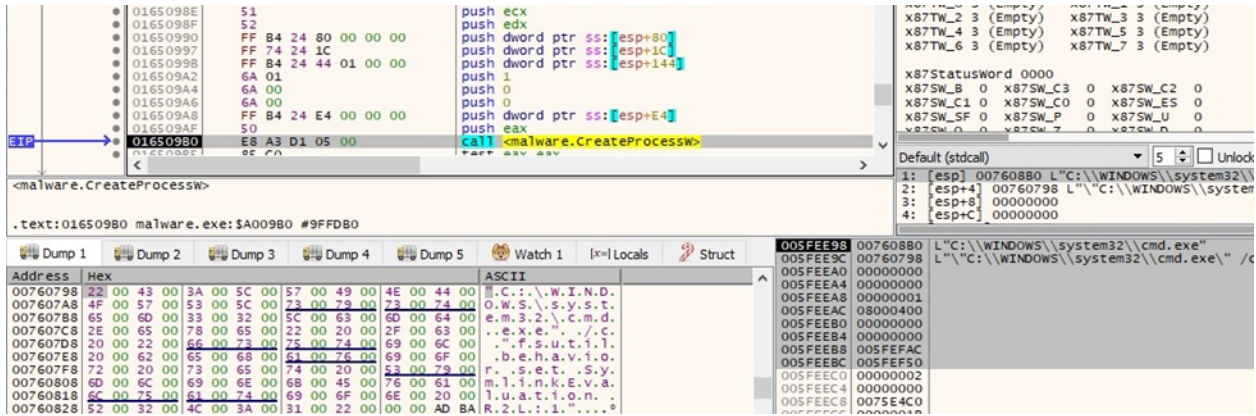 0165098E 51 push ecx
0165098F 52 push edx
01650990 FF B4 24 80 00 00 00 push dword ptr ss:[esp+80]
01650997 FF 74 24 1C push dword ptr ss:[esp+1C]
0165099B FF B4 24 44 01 00 00 push dword ptr ss:[esp+144]
016509A2 6A 01 push 1
016509A4 6A 00 push 0
016509A6 6A 00 push 0
016509A8 FF B4 24 E4 00 00 00 push dword ptr ss:[esp+E4]
016509AF 50 push eax
EIP 016509B0 E8 A3 D1 05 00 call <malware.CreateProcessW>
test eax,eax
<malware.CreateProcessW>
.text:016509B0 malware.exe:$A009B0 #9FFDB0
x87TW_2 3 (Empty) x87TW_3 3 (Empty)
x87TW_4 3 (Empty) x87TW_5 3 (Empty)
x87TW_6 3 (Empty) x87TW_7 3 (Empty)
x87StatusWord 0000
x87SW_B 0 x87SW_C3 0 x87SW_C2 0
x87SW_C1 0 x87SW_C0 0 x87SW_ES 0
x87SW_SF 0 x87SW_P 0 x87SW_U 0
x87SW_O 0 x87SW_Z 0 x87SW_D 0
Default (stdcall) 5 Unlock
1: [esp] 007608B0 L"C:\\WINDOWS\\system32\\
2: [esp+4] 00760798 L"\"C:\\WINDOWS\\system
3: [esp+8] 00000000
4: [esp+C] 00000000
Dump 1 Dump 2 Dump 3 Dump 4 Dump 5 Watch 1 [x=] Locals Struct
Address Hex ASCII
00760798 22 00 43 00 3A 00 5C 00 57 00 49 00 4E 00 44 00 ".C.:.\.W.I.N.D.
007607A8 4F 00 57 00 53 00 5C 00 73 00 79 00 73 00 74 00 O.W.S.\.s.y.s.t.
007607B8 65 00 6D 00 33 00 32 00 5C 00 63 00 6D 00 64 00 e.m.3.2.\.c.m.d.
007607C8 2E 00 65 00 78 00 65 00 22 00 20 00 2F 00 63 00 ..e.x.e.". ./.c.
007607D8 20 00 22 00 66 00 73 00 75 00 74 00 69 00 6C 00  .".f.s.u.t.i.l.
007607E8 20 00 62 00 65 00 68 00 61 00 76 00 69 00 6F 00  .b.e.h.a.v.i.o.
007607F8 72 00 20 00 73 00 65 00 74 00 20 00 53 00 79 00 r. .s.e.t. .S.y.
00760808 6D 00 6C 00 69 00 6E 00 6B 00 45 00 76 00 61 00 m.l.i.n.k.E.v.a.
00760818 6C 00 75 00 61 00 74 00 69 00 6F 00 6E 00 20 00 l.u.a.t.i.o.n. .
00760828 52 00 32 00 4C 00 3A 00 31 00 22 00 00 00 AD BA R.2.L.:.1."....º
005FEE98 007608B0 L"C:\\WINDOWS\\system32\\cmd.exe"
005FEE9C 00760798 L"\"C:\\WINDOWS\\system32\\cmd.exe\" /c
005FEEA0 00000000
005FEEA4 00000000
005FEEA8 00000001
005FEEAC 08000400
005FEEB0 00000000
005FEEB4 00000000
005FEEB8 005FEFAC
005FEEBC 005FEF50
005FEEC0 00000002
005FEEC4 00000000
005FEEC8 0075E4C0